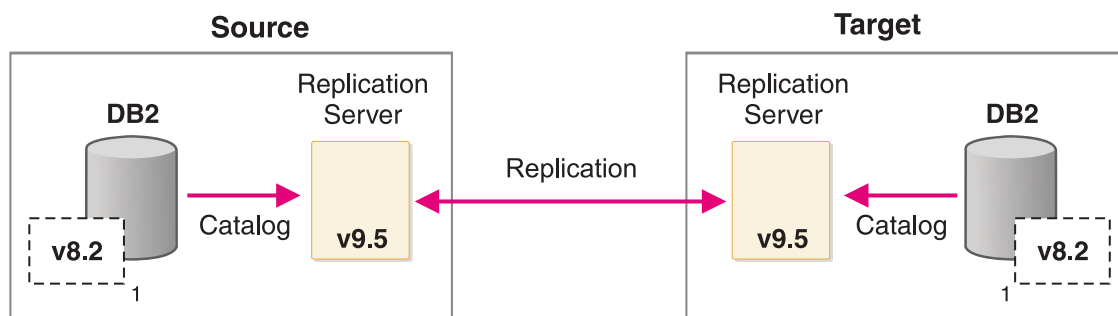 Source
Target
Replication
Server
Replication
Server
DB2
DB2
Replication
Catalog
Catalog
v9.5
v9.5
v8.2
v8.2
1
1